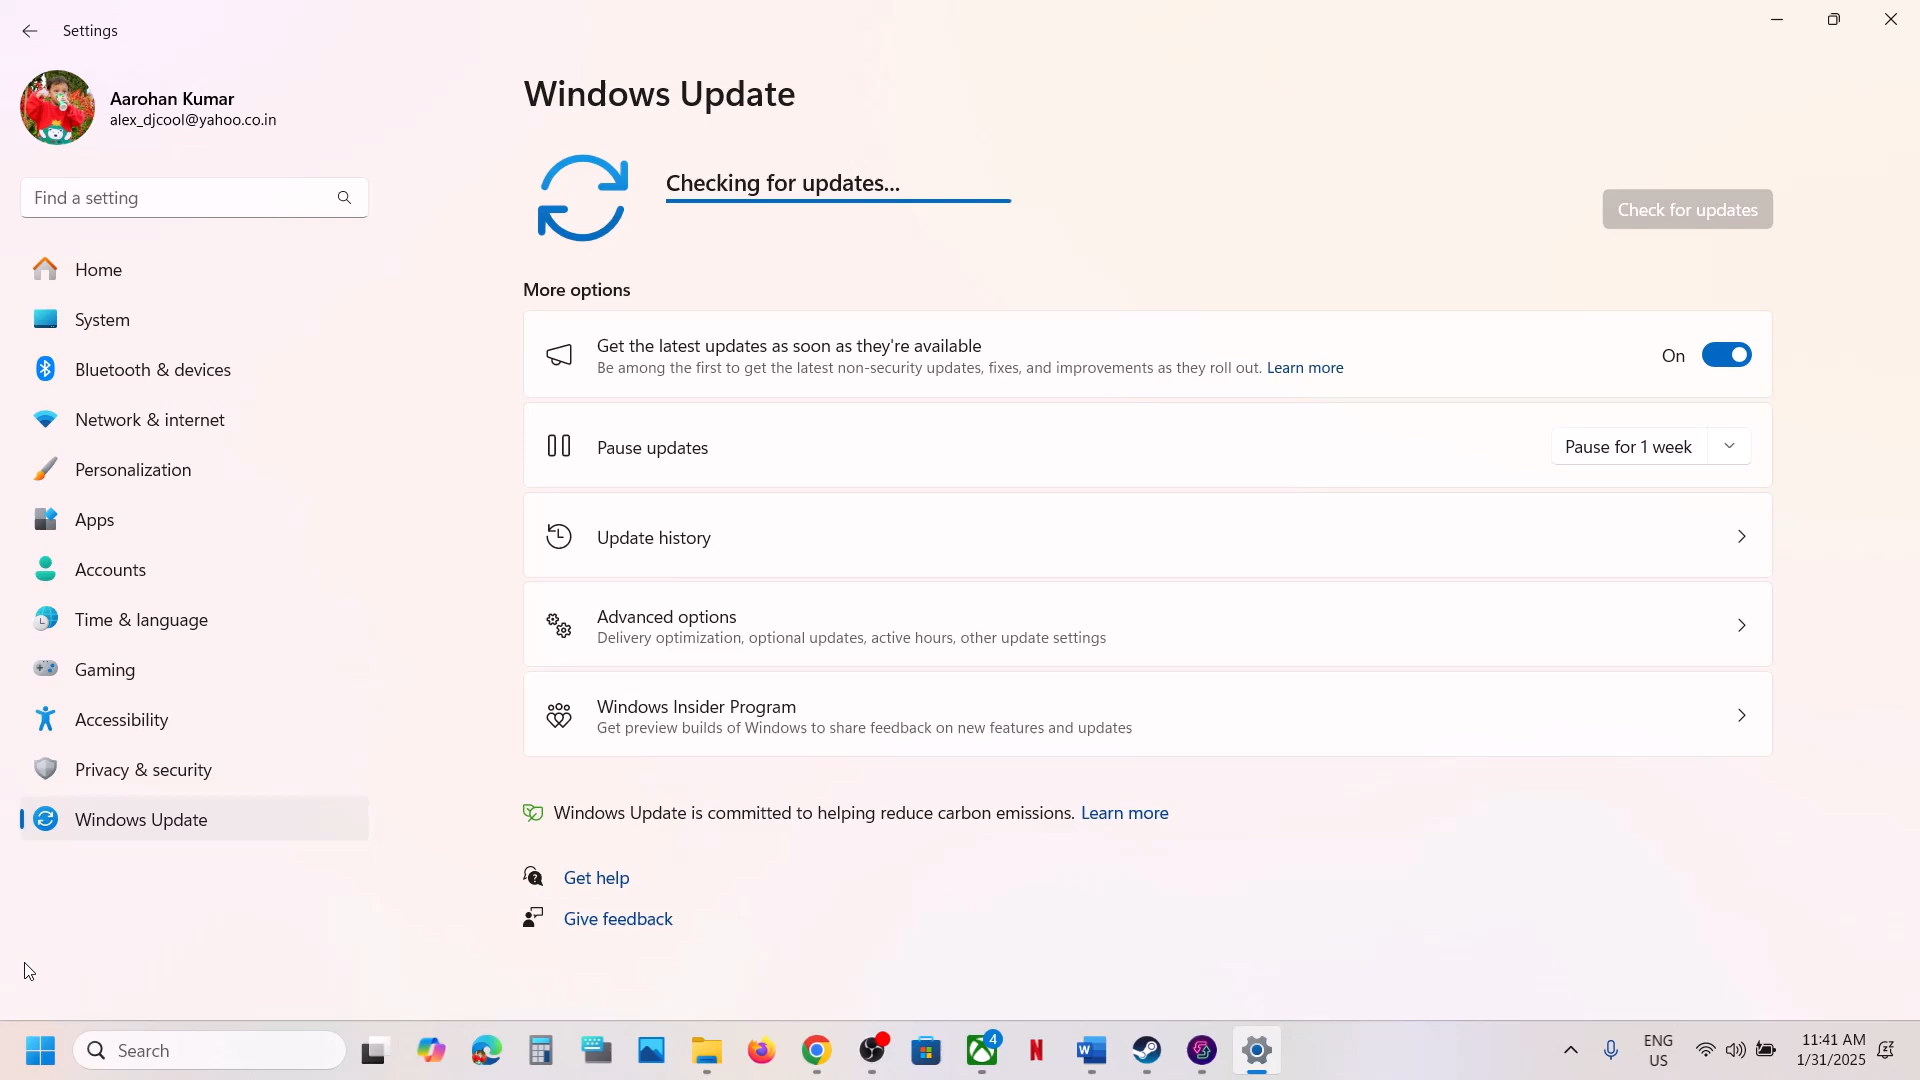 Settings
Aarohan Kumar
alex_djcool@yahoo.co.in
Find a setting
Home
System
Bluetooth & devices
Network & internet
Personalization
Apps
Accounts
Time & language
Gaming
Accessibility
Privacy & security
Windows Update
Windows Update
Checking for updates...
Check for updates
More options
Get the latest updates as soon as they're available
Be among the first to get the latest non-security updates, fixes, and improvements as they roll out. Learn more
On
Pause updates
Pause for 1 week
Update history
Advanced options
Delivery optimization, optional updates, active hours, other update settings
Windows Insider Program
Get preview builds of Windows to share feedback on new features and updates
Windows Update is committed to helping reduce carbon emissions. Learn more
Get help
Give feedback
Search
4
N
W
ENG
US
11:41 AM
1/31/2025